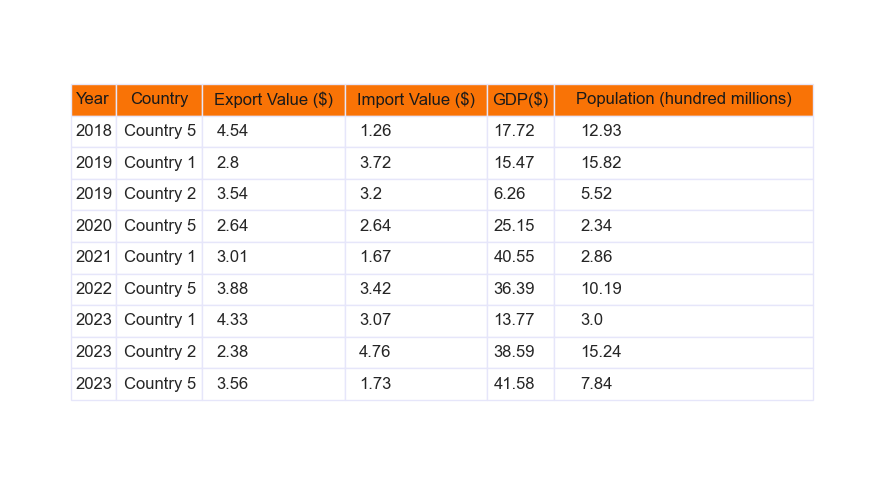 Year Country Export Value ($) Import Value ($) GDP($) Population (hundred millions)
2018 Country 5 4.54 1.26 17.72 12.93
2019 Country 1 2.8 3.72 15.47 15.82
2019 Country 2 3.54 3.2 6.26 5.52
2020 Country 5 2.64 2.64 25.15 2.34
2021 Country 1 3.01 1.67 40.55 2.86
2022 Country 5 3.88 3.42 36.39 10.19
2023 Country 1 4.33 3.07 13.77 3.0
2023 Country 2 2.38 4.76 38.59 15.24
2023 Country 5 3.56 1.73 41.58 7.84